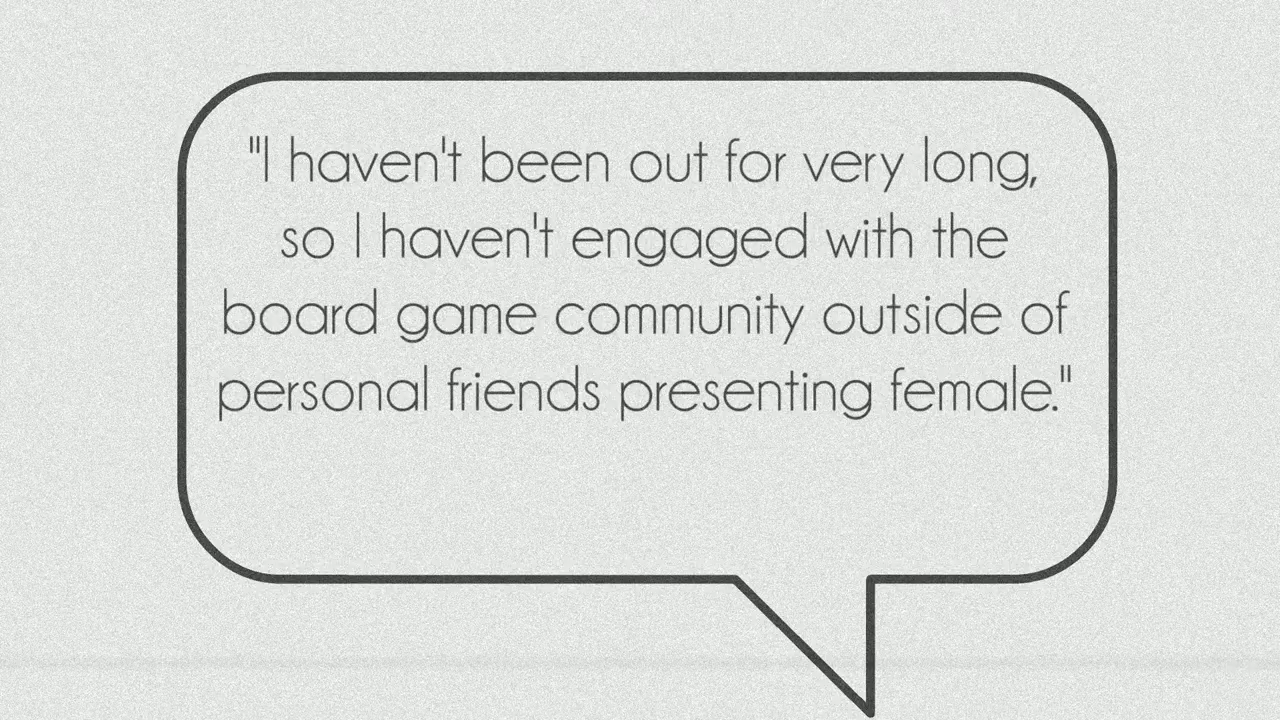 "I haven't been out for very long,
so I haven't engaged with the
board game community outside of
personal friends presenting female."